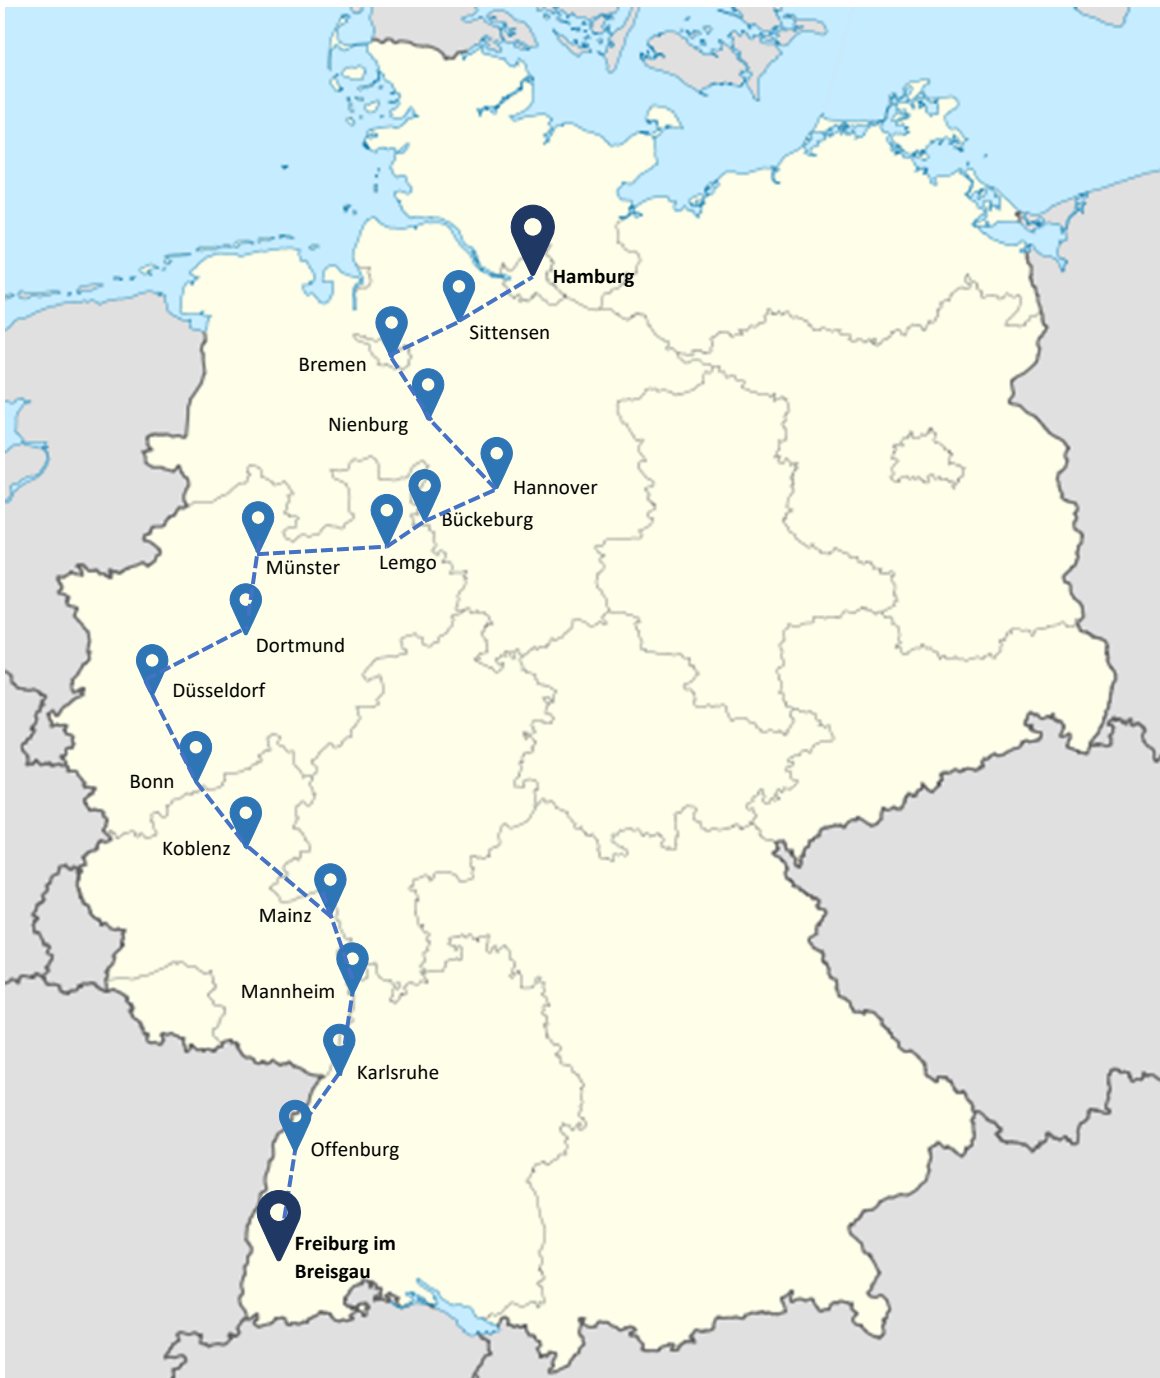 Hamburg
Sittensen
Bremen
Nienburg
Hannover
Bückeburg
Lemgo
Münster
Dortmund
Düsseldorf
Bonn
Koblenz
Mainz
Mannheim
Karlsruhe
Offenburg
Freiburg im
Breisgau